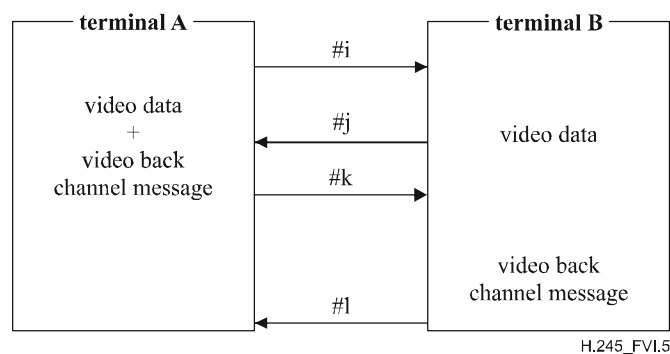 terminal A
terminal B
#i
video data
+
video back
channel message
#j
video data
#k
video back
channel message
#l
H.245_FVI.5